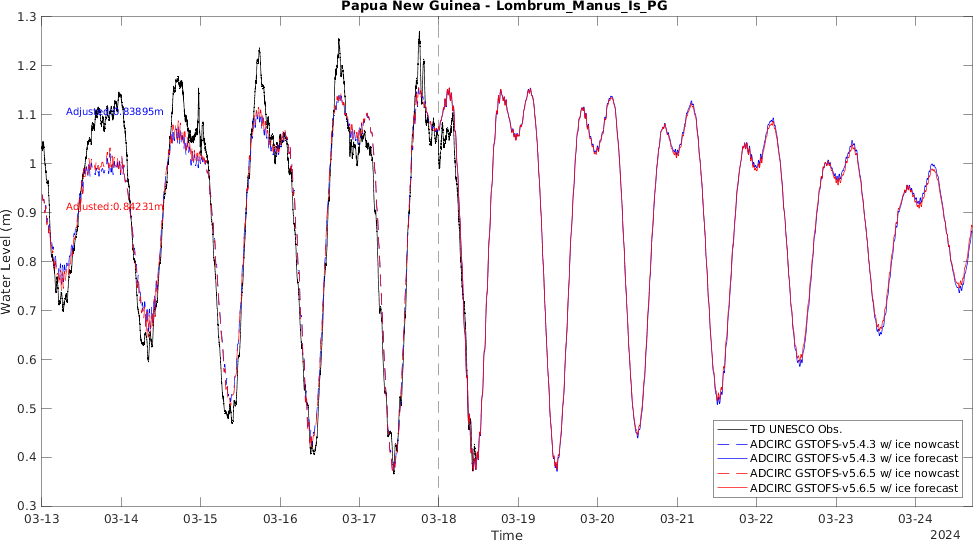 Papua New Guinea - Lombrum_Manus_Is_PG
1.3
1.2
1.1
1
0.9
0.8
0.7
0.6
0.5
0.4
0.3
Water Level (m)
Adjusted:0.83895m
Adjusted:0.84231m
TD UNESCO Obs.
ADCIRC GSTOFS-v5.4.3 w/ ice nowcast
ADCIRC GSTOFS-v5.4.3 w/ ice forecast
ADCIRC GSTOFS-v5.6.5 w/ ice nowcast
ADCIRC GSTOFS-v5.6.5 w/ ice forecast
03-13 03-14 03-15 03-16 03-17 03-18 03-19 03-20 03-21 03-22 03-23 03-24
Time
2024